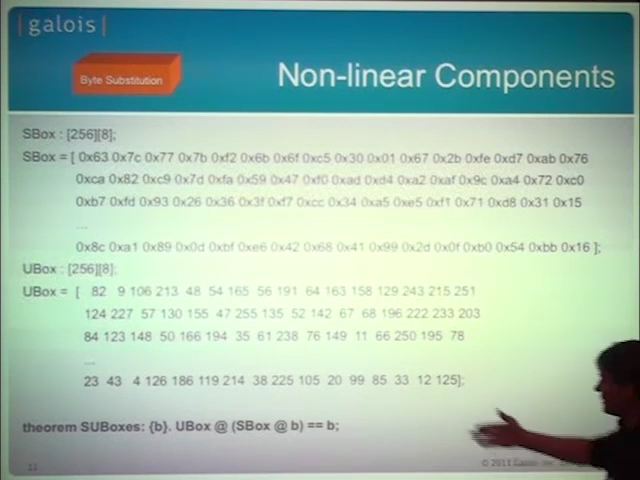 |galois|
Byte Substitution
Non-linear Components
SBox : [256][8];
SBox = [ 0x63 0x7c 0x77 0x7b 0xf2 0x6b 0x6f 0xc5 0x30 0x01 0x67 0x2b 0xfe 0xd7 0xab 0x76
0xca 0x82 0xc9 0x7d 0xfa 0x59 0x47 0xf0 0xad 0xd4 0xa2 0xaf 0x9c 0xa4 0x72 0xc0
0xb7 0xfd 0x93 0x26 0x36 0x3f 0xf7 0xcc 0x34 0xa5 0xe5 0xf1 0x71 0xd8 0x31 0x15
...
0x8c 0xa1 0x89 0x0d 0xbf 0xe6 0x42 0x68 0x41 0x99 0x2d 0x0f 0xb0 0x54 0xbb 0x16 ];
UBox : [256][8];
UBox = [ 82 9 106 213 48 54 165 56 191 64 163 158 129 243 215 251
124 227 57 130 155 47 255 135 52 142 67 68 196 222 233 203
84 123 148 50 166 194 35 61 238 76 149 11 66 250 195 78
...
23 43 4 126 186 119 214 38 225 105 20 99 85 33 12 125];
theorem SUBoxes: {b}. UBox @ (SBox @ b) == b;
© 2011 Galois, Inc.